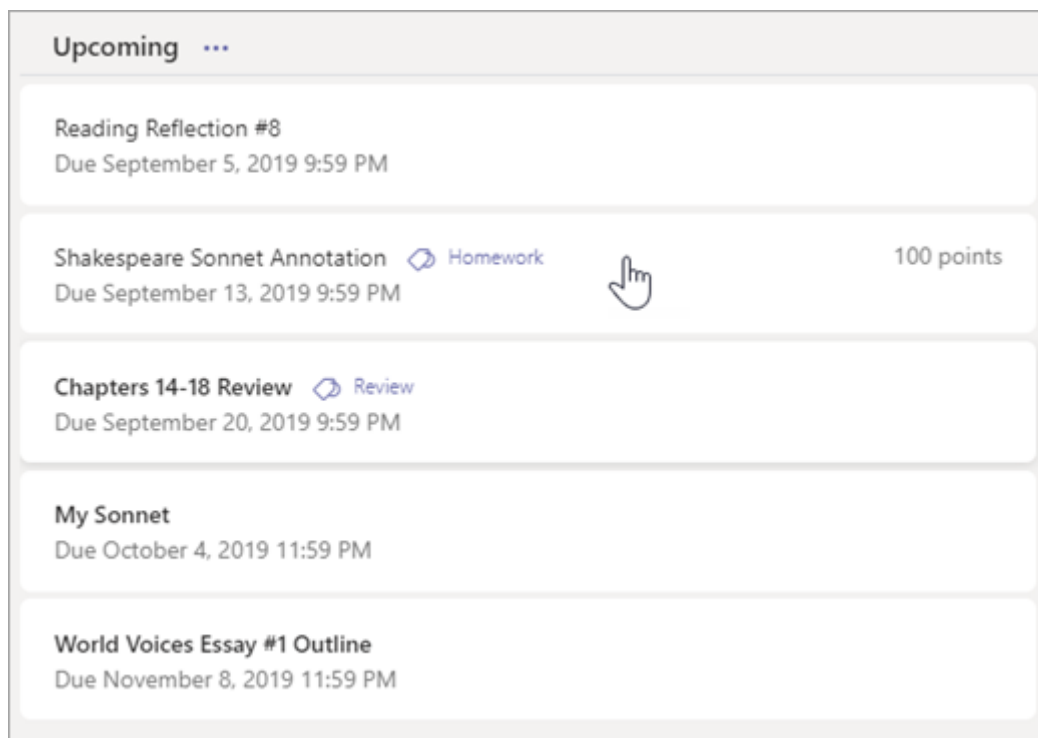 Upcoming ...
Reading Reflection #8
Due September 5, 2019 9:59 PM
Shakespeare Sonnet Annotation Homework 100 points
Due September 13, 2019 9:59 PM
Chapters 14-18 Review Review
Due September 20, 2019 9:59 PM
My Sonnet
Due October 4, 2019 11:59 PM
World Voices Essay #1 Outline
Due November 8, 2019 11:59 PM